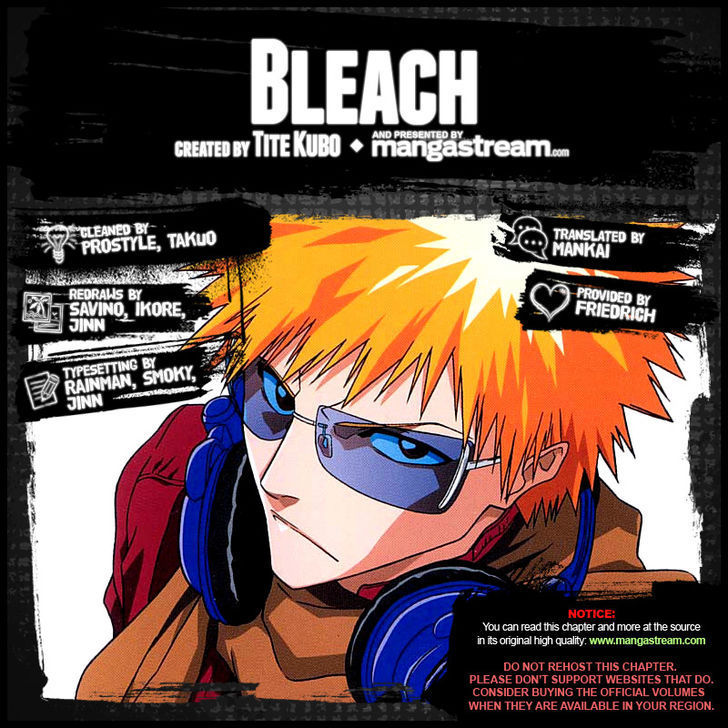 BLEACH
CREATED BY TITE KUBO ◆ AND PRESENTED BY mangastream.com
CLEANED BY
PROSTYLE, TAKUO
REDRAWS BY
SAVINO, IKORE,
JINN
TYPESETTING BY
RAINMAN, SMOKY,
JINN
TRANSLATED BY
MANKAI
PROVIDED BY
FRIEDRICH
NOTICE:
You can read this chapter and more at the source
in its original high quality: www.mangastream.com
DO NOT REHOST THIS CHAPTER.
PLEASE DON'T SUPPORT WEBSITES THAT DO.
CONSIDER BUYING THE OFFICIAL VOLUMES
WHEN THEY ARE AVAILABLE IN YOUR REGION.